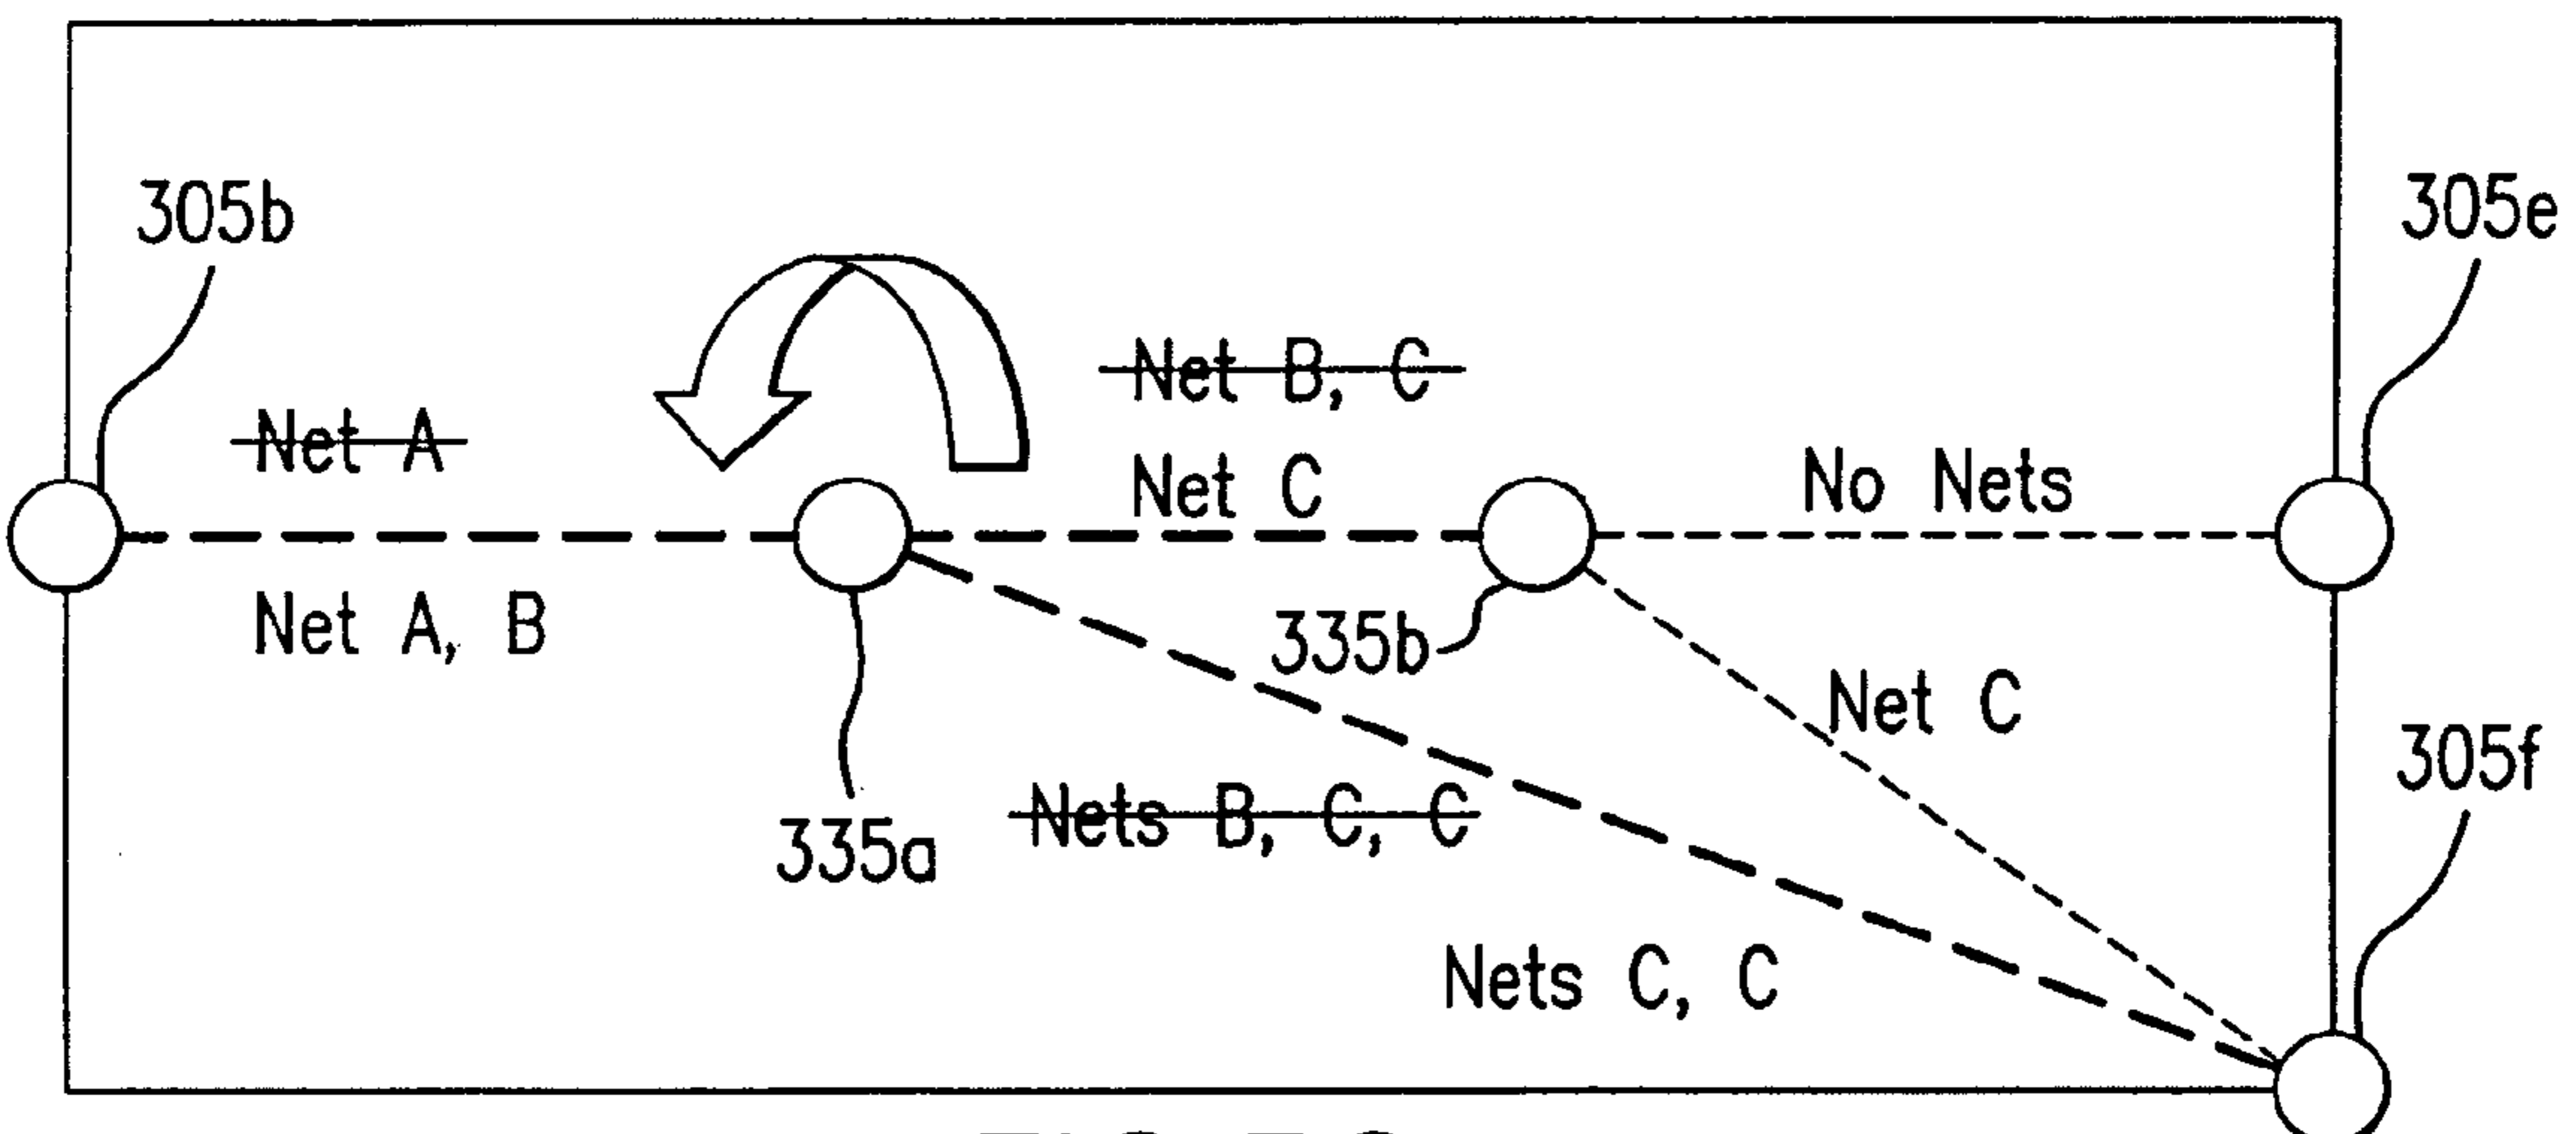 305b
305e
Net B, C
Net A
Net C
No Nets
Net A, B
335b
Net C
305f
Nets B, C, C
335a
Nets C, C